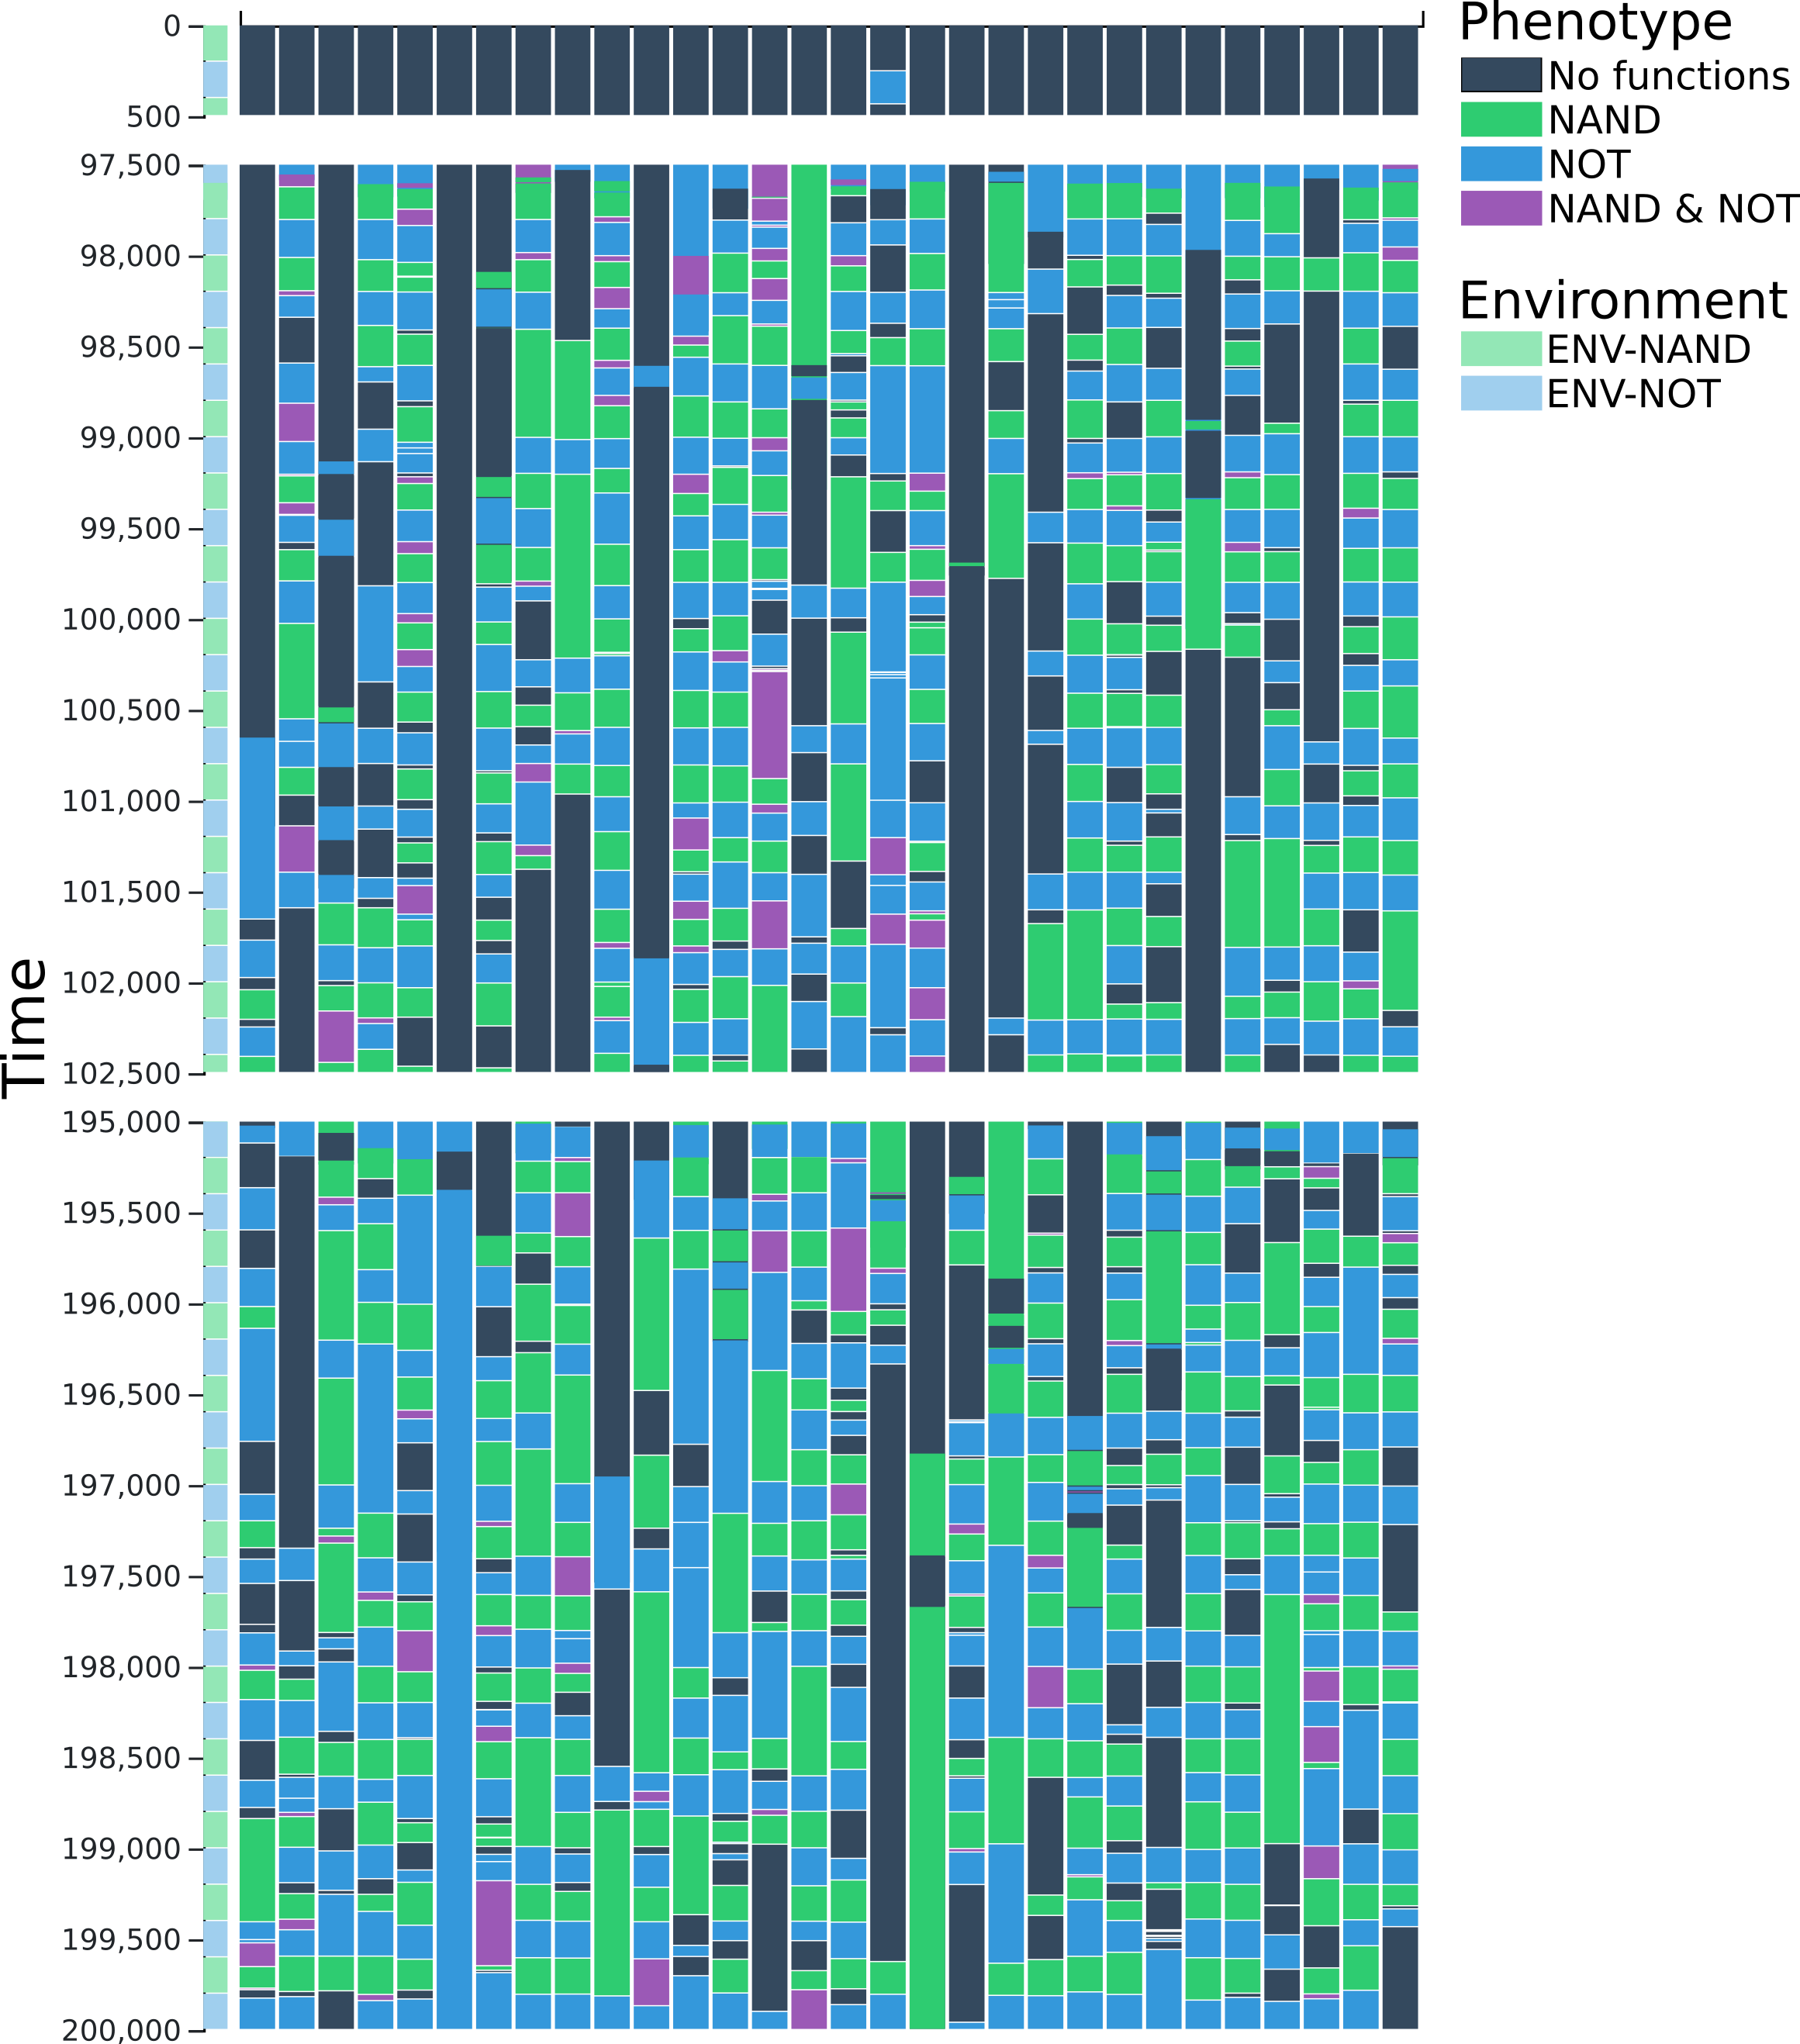 Time
0
500
97,500
98,000
98,500
99,000
99,500
100,000
100,500
101,000
101,500
102,000
102,500
195,000
195,500
196,000
196,500
197,000
197,500
198,000
198,500
199,000
199,500
200,000
Phenotype
No functions
NAND
NOT
NAND & NOT
Environment
ENV-NAND
ENV-NOT